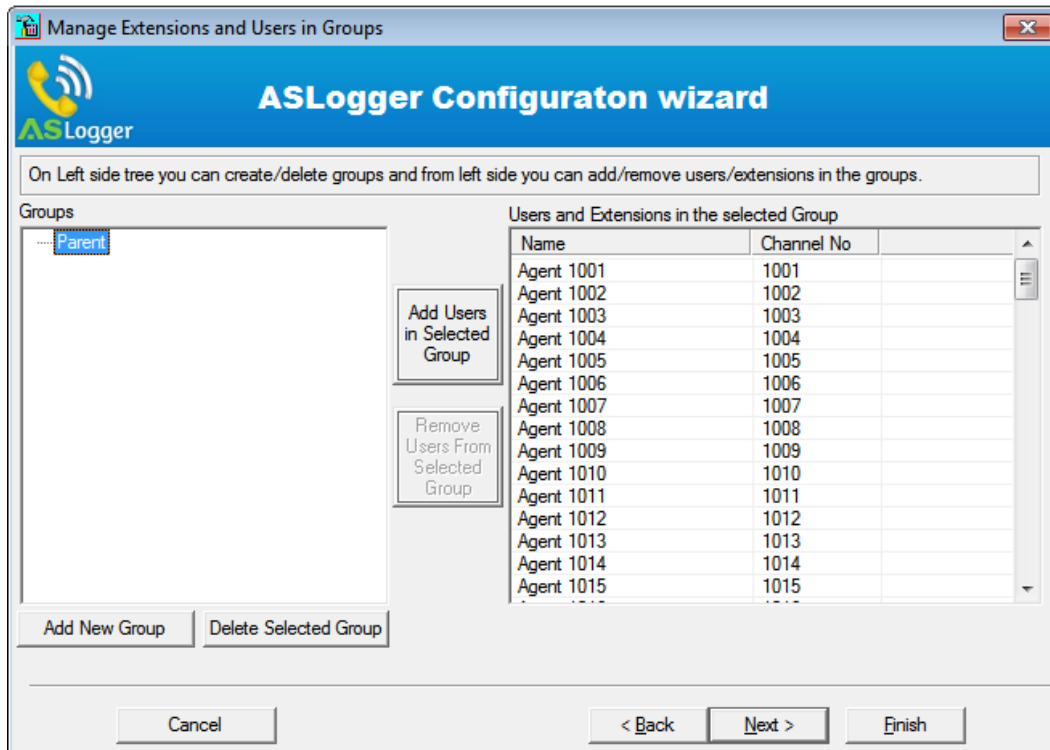 Manage Extensions and Users in Groups
ASLogger Configuraton wizard
ASLogger
On Left side tree you can create/delete groups and from left side you can add/remove users/extensions in the groups.
Groups
Parent
Add Users
in Selected
Group
Remove
Users From
Selected
Group
Users and Extensions in the selected Group
Name Channel No
Agent 1001 1001
Agent 1002 1002
Agent 1003 1003
Agent 1004 1004
Agent 1005 1005
Agent 1006 1006
Agent 1007 1007
Agent 1008 1008
Agent 1009 1009
Agent 1010 1010
Agent 1011 1011
Agent 1012 1012
Agent 1013 1013
Agent 1014 1014
Agent 1015 1015
Add New Group Delete Selected Group
Cancel < Back Next > Finish